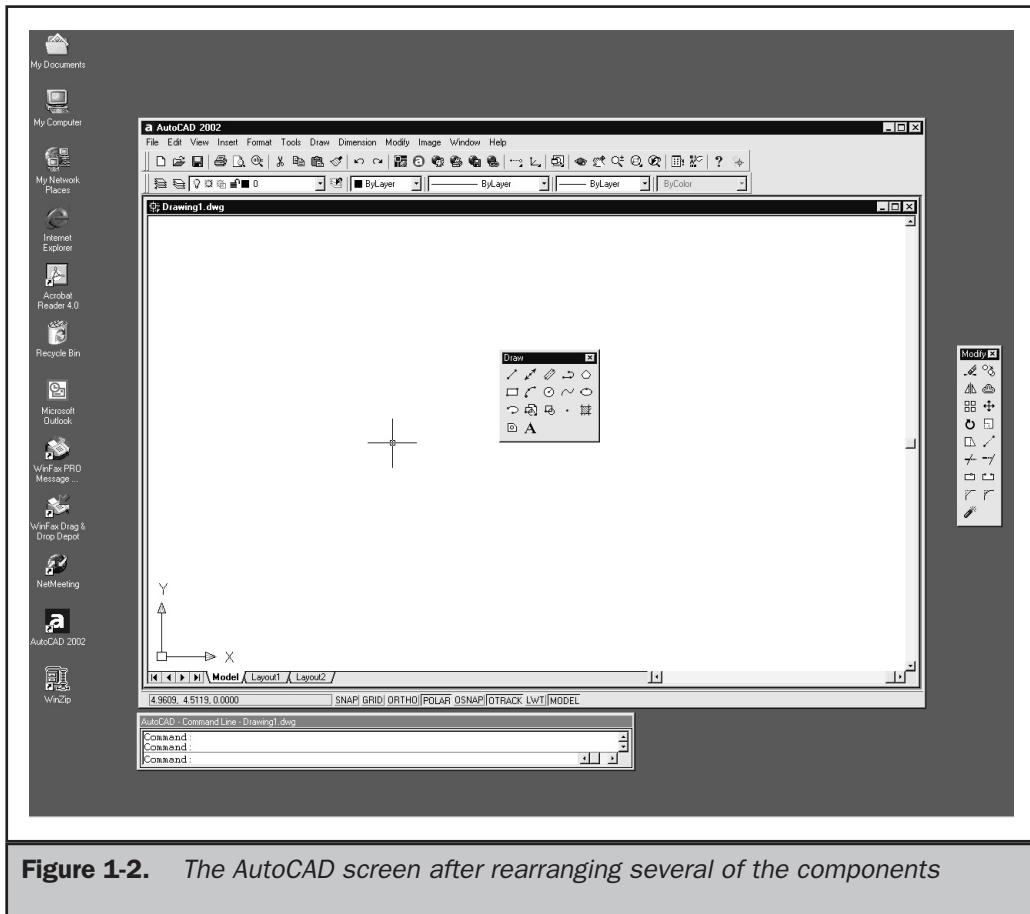 My Documents
My Computer
My Network
Places
Internet
Explorer
Acrobat
Reader 4.0
Recycle Bin
Microsoft
Outlook
WinFax PRO
Message ...
WinFax Drag &
Drop Depot
NetMeeting
AutoCAD 2002
WinZip
a AutoCAD 2002
File Edit View Insert Format Tools Draw Dimension Modify Image Window Help
0 ByLayer ByLayer ByLayer ByColor
Drawing1.dwg
Draw
A
Modify
Y
X
Model Layout1 Layout2
4.9609, 4.5119, 0.0000 SNAP GRID ORTHO POLAR OSNAP OTRACK LWT MODEL
AutoCAD - Command Line - Drawing1.dwg
Command:
Command:
Command:
Figure 1-2. The AutoCAD screen after rearranging several of the components